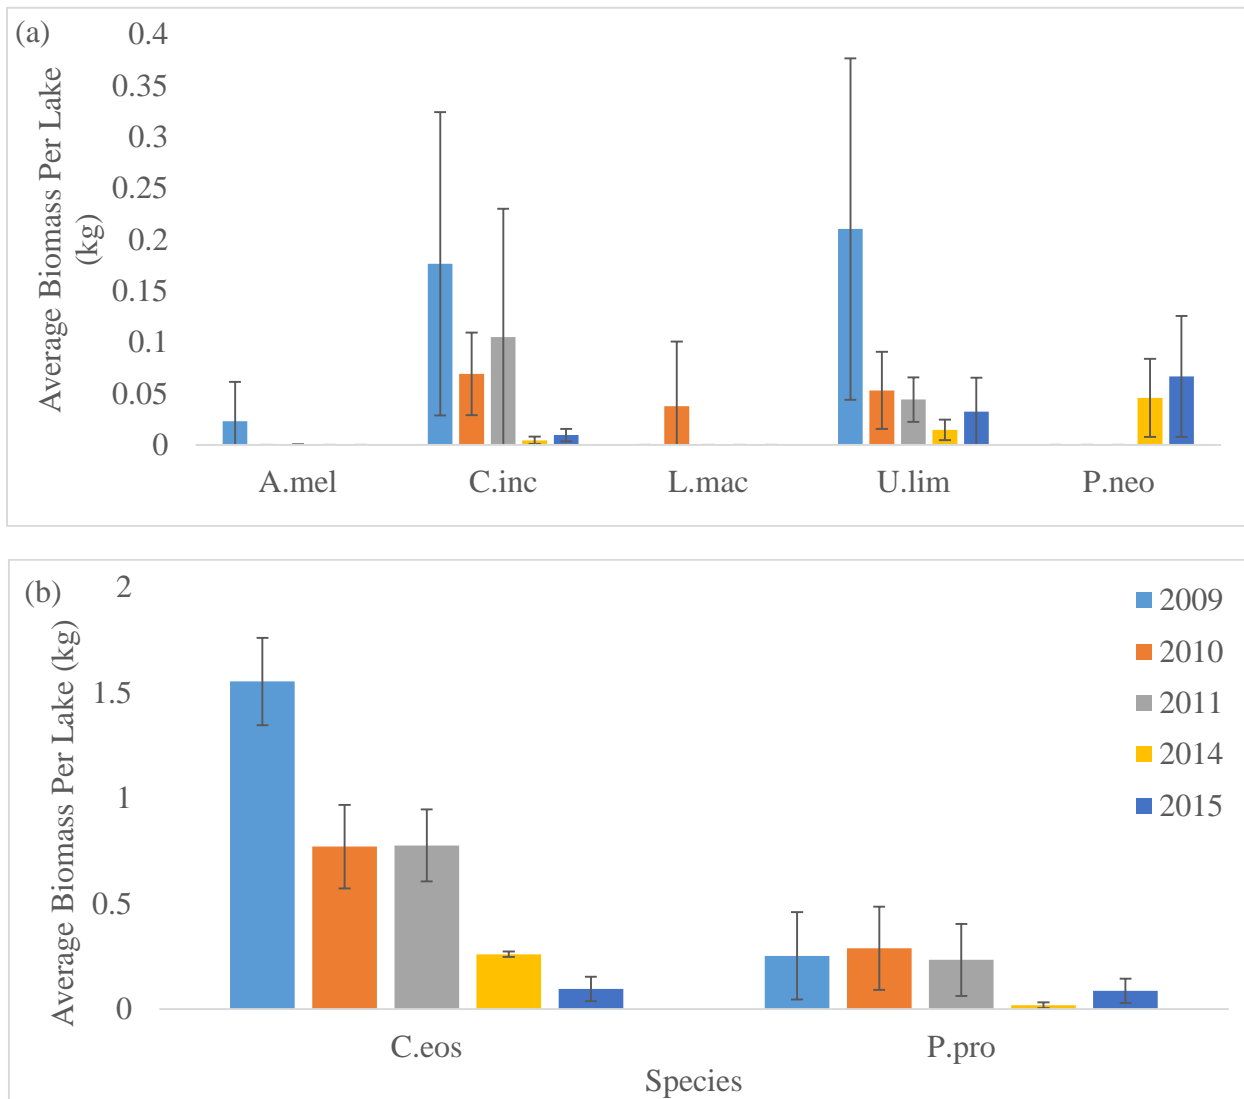 (a)
Average Biomass Per Lake
(kg)
0.4
0.35
0.3
0.25
0.2
0.15
0.1
0.05
0
A.mel C.inc L.mac U.lim P.neo
(b)
Average Biomass Per Lake (kg)
2
1.5
1
0.5
0
2009
2010
2011
2014
2015
C.eos P.pro
Species